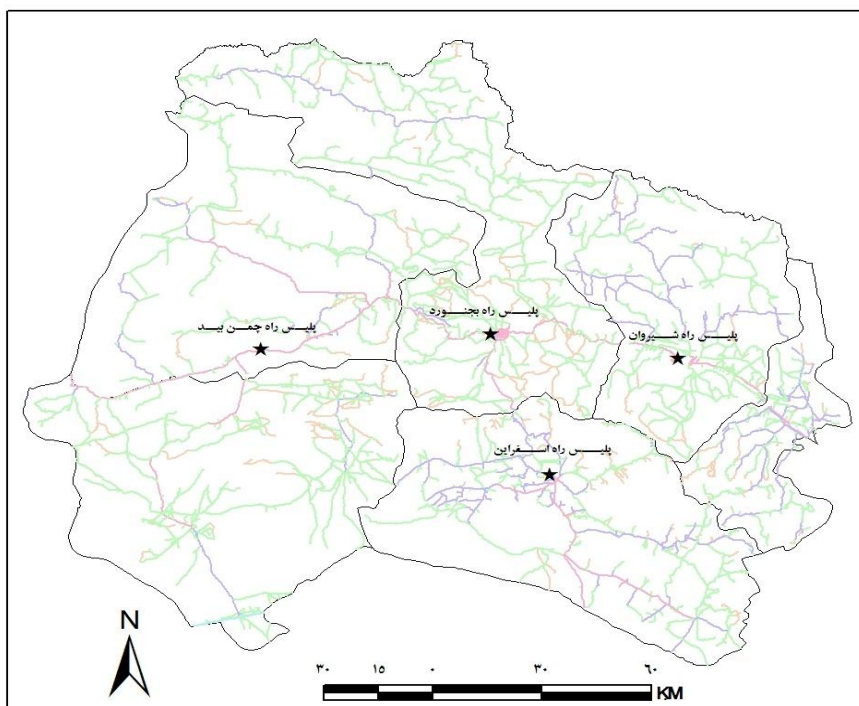 پلیس راه بجنورد
پلیس راه چمن بید
پلیس راه شیروان
پلیس راه اسفراین
N
۳۰ ۱۵ ۰ ۳۰ ۶۰
KM